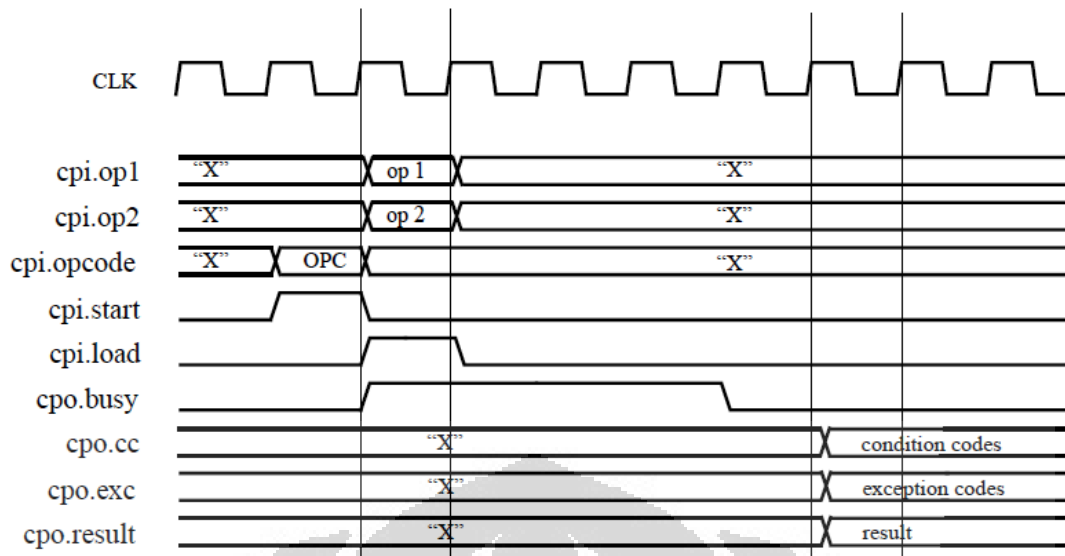 CLK
cpi.op1 “X” op 1 “X”
cpi.op2 “X” op 2 “X”
cpi.opcode “X” OPC “X”
cpi.start
cpi.load
cpo.busy
cpo.cc “X” condition codes
cpo.exc “X” exception codes
cpo.result “X” result